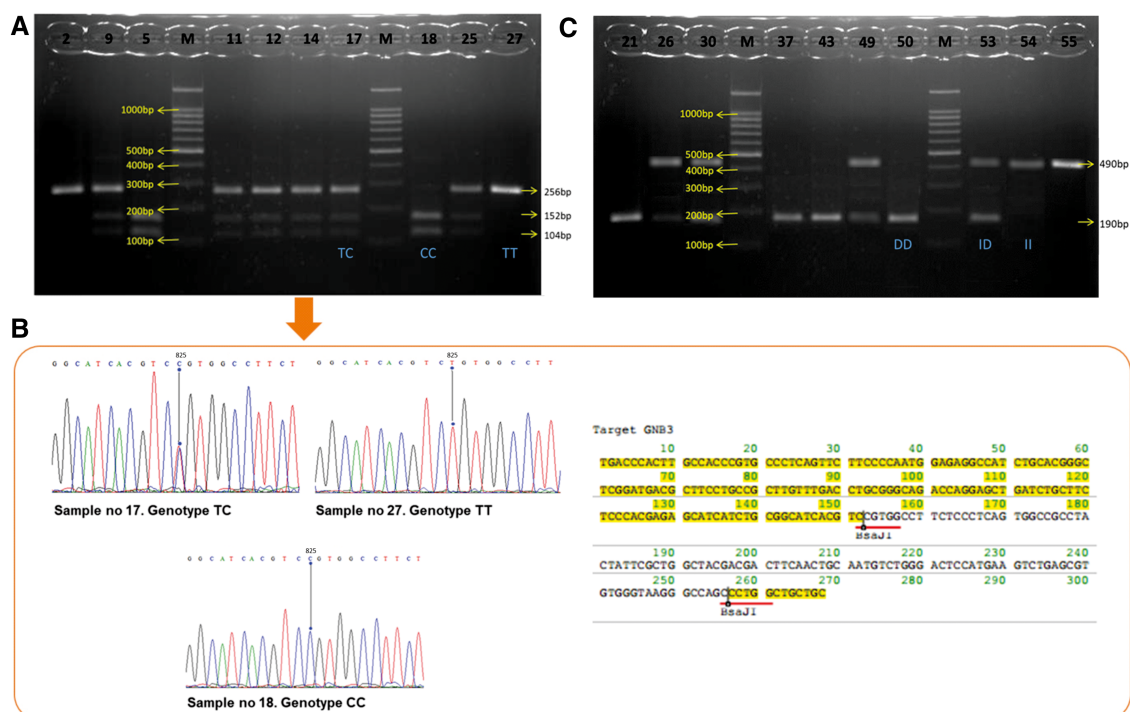 A
2 9 5 M 11 12 14 17 M 18 25 27
1000bp
500bp
400bp
300bp
200bp
100bp
256bp
152bp
104bp
TC CC TT
C
21 26 30 M 37 43 49 50 M 53 54 55
1000bp
500bp
400bp
300bp
200bp
100bp
490bp
190bp
DD ID II
B
825
G G C A T C A C G T C C G T G G C C T T C T
Sample no 17. Genotype TC
825
G G C A T C A C G T C T G T G G C C T T
Sample no 27. Genotype TT
825
G G C A T C A C G T C C G T G G C C T T C T
Sample no 18. Genotype CC
Target GNB3
10 20 30 40 50 60
TGACCCACTT GCCACCCGTG CCCTCAGTTC TTCCCCAATG GAGAGGCCAT CTGCACGGGC
70 80 90 100 110 120
TCGGATGACG CTTCCTGCCG CTTGTTTGAC CTGCGGGCAG ACCAGGAGCT GATCTGCTTC
130 140 150 160 170 180
TCCCACGAGA GCATCATCTG CGGCATCACG TCCGTGGCCT TCTCCCTCAG TGGCCGCCTA
BsaJI
190 200 210 220 230 240
CTATTCGCTG GCTACGACGA CTTCAACTGC AATGTCTGGG ACTCCATGAA GTCTGAGCGT
250 260 270 280 290 300
GTGGGTAAGG GCCAGCCCTG GCTGCTGC
BsaJI